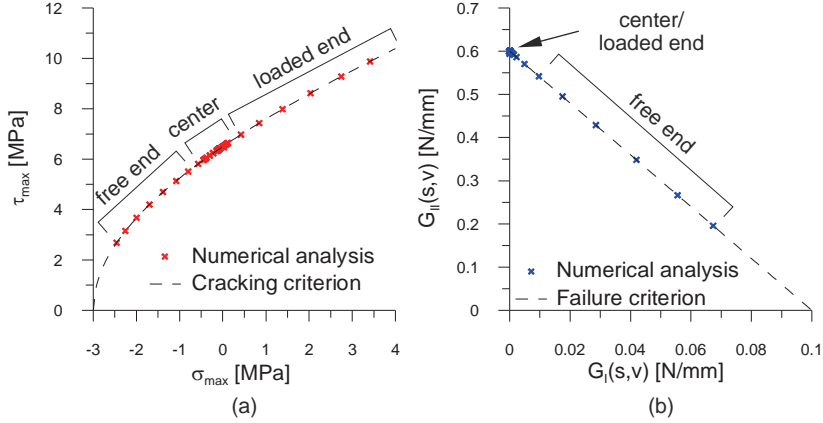 12
10
8
6
4
2
0
τmax [MPa]
free end
center
loaded end
Numerical analysis
Cracking criterion
-3 -2 -1 0 1 2 3 4
σmax [MPa]
(a)
0.7
0.6
0.5
0.4
0.3
0.2
0.1
0
GII(s,v) [N/mm]
center/
loaded end
free end
Numerical analysis
Failure criterion
0 0.02 0.04 0.06 0.08 0.1
GI(s,v) [N/mm]
(b)